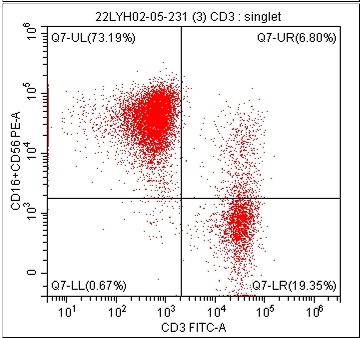 22LYH02-05-231 (3) CD3 : singlet
Q7-UL(73.19%) Q7-UR(6.80%)
10^6
10^5
10^4
10^3
0
CD16+CD56 PE-A
Q7-LL(0.67%) Q7-LR(19.35%)
10^1 10^2 10^3 10^4 10^5 10^6
CD3 FITC-A